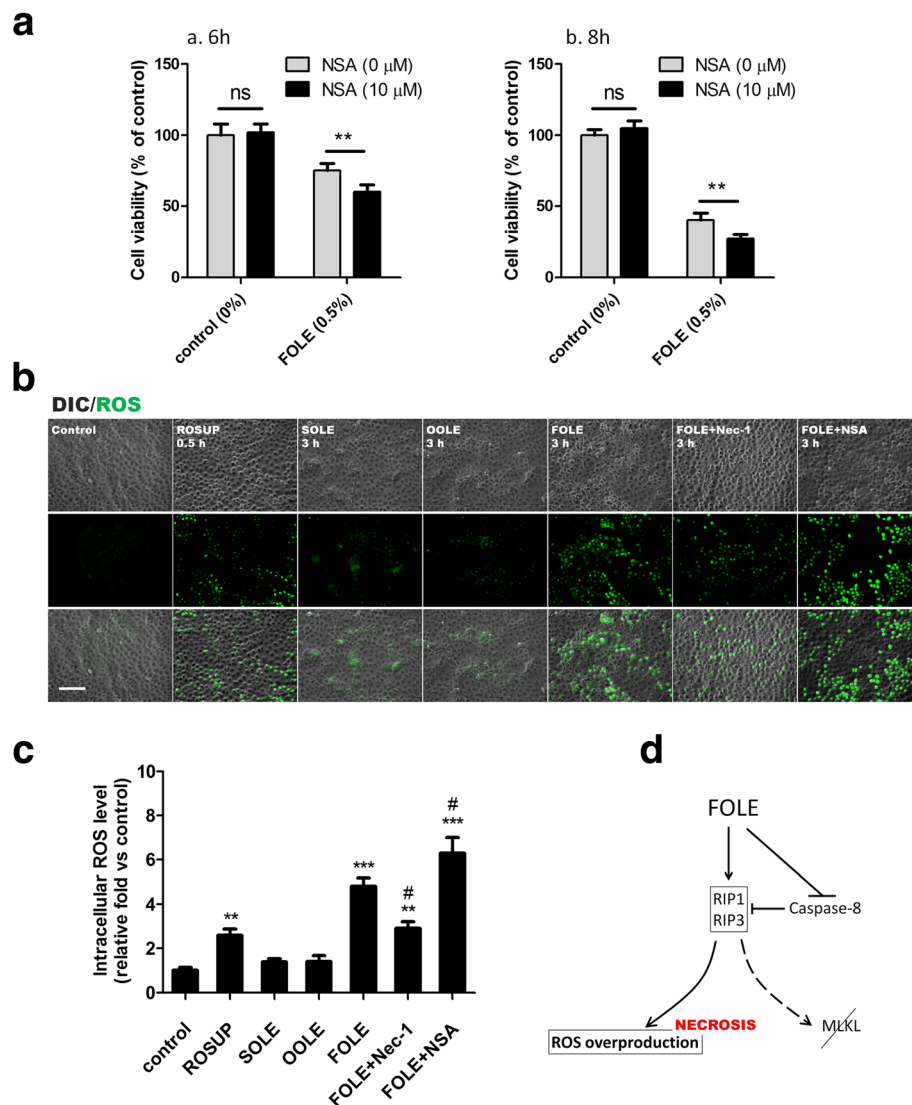 a
a. 6h
NSA (0 μM)
NSA (10 μM)
Cell viability (% of control)
150
100
50
0
ns
**
control (0%)
FOLE (0.5%)
b. 8h
NSA (0 μM)
NSA (10 μM)
Cell viability (% of control)
150
100
50
0
ns
**
control (0%)
FOLE (0.5%)
b
DIC/ROS
Control
ROSUP
0.5 h
SOLE
3 h
OOLE
3 h
FOLE
3 h
FOLE+Nec-1
3 h
FOLE+NSA
3 h
c
Intracellular ROS level
(relative fold vs control)
10
8
6
4
2
0
**
***
#
**
#
***
control
ROSUP
SOLE
OOLE
FOLE
FOLE+Nec-1
FOLE+NSA
d
FOLE
RIP1
RIP3
Caspase-8
NECROSIS
MLKL
ROS overproduction